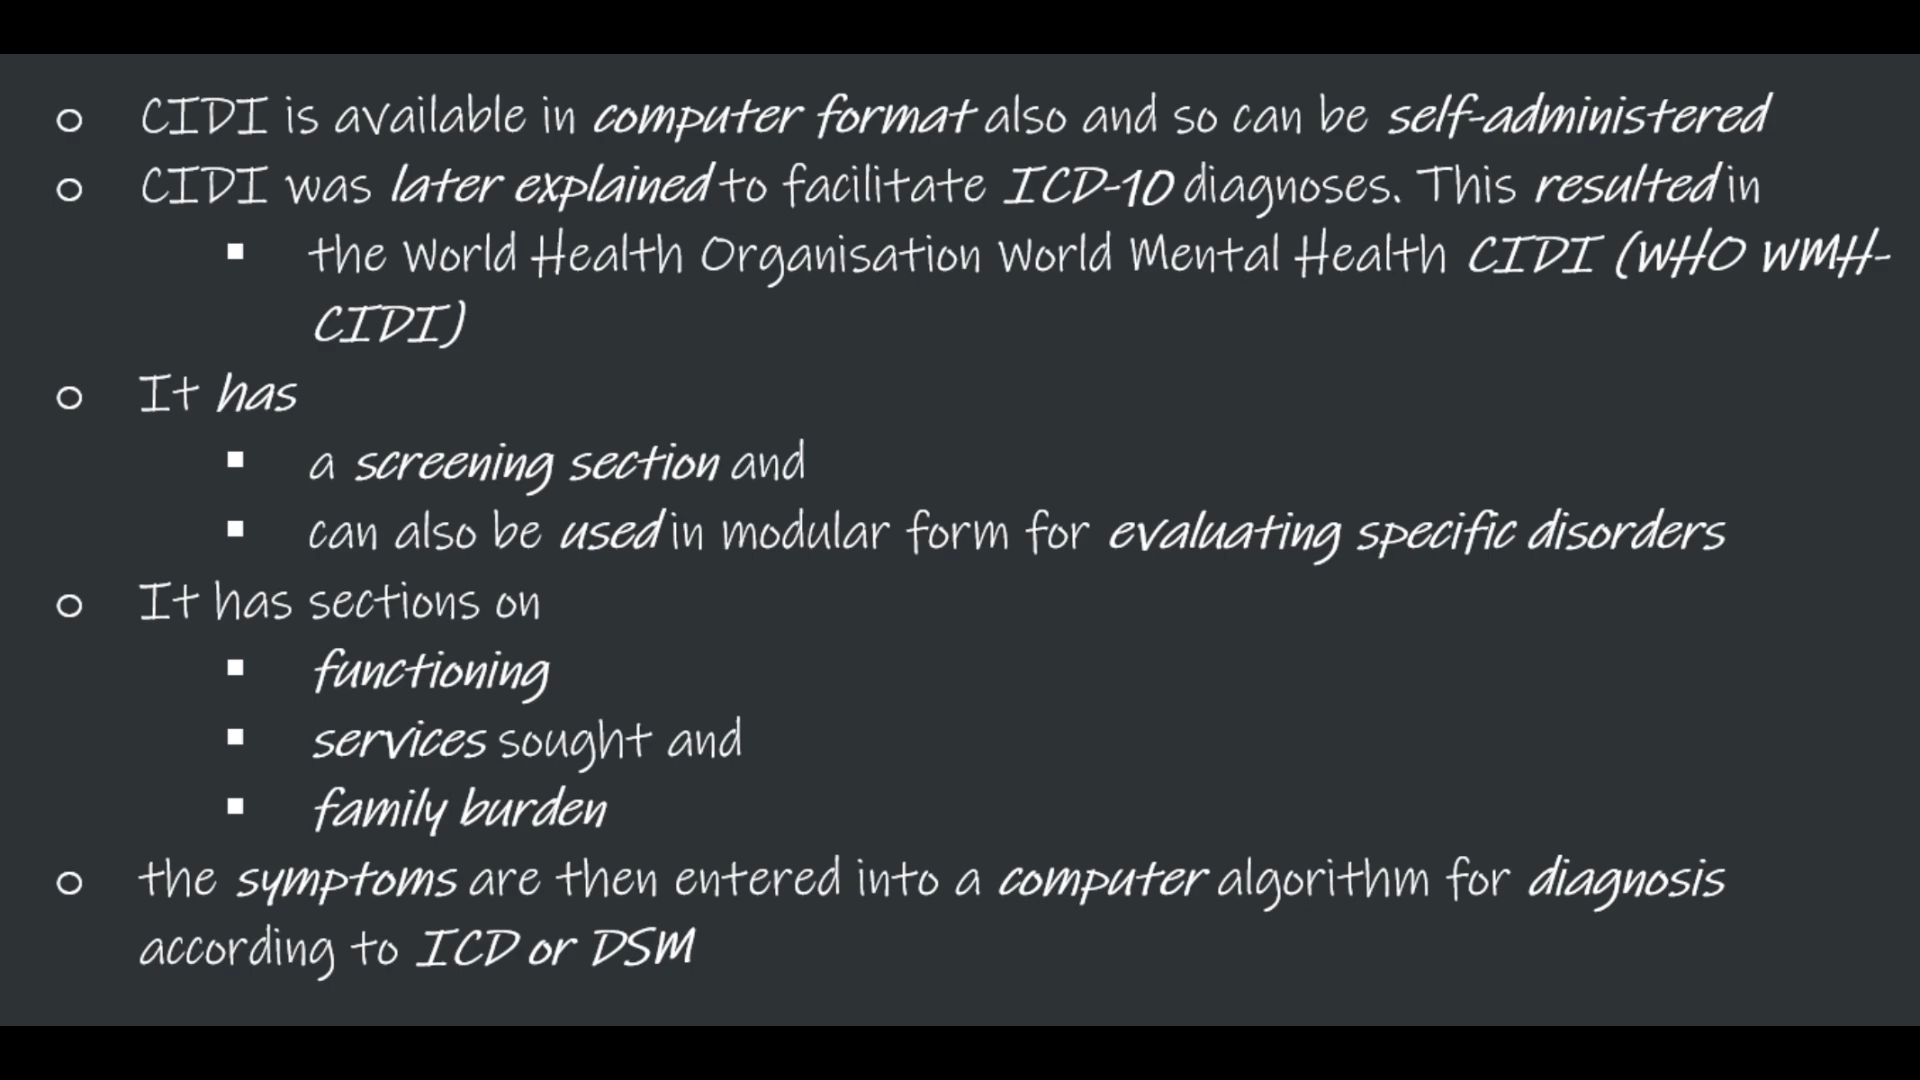 CIDI is available in computer format also and so can be self-administered
CIDI was later explained to facilitate ICD-10 diagnoses. This resulted in
the World Health Organisation World Mental Health CIDI (WHO WMH-
CIDI)
It has
a screening section and
can also be used in modular form for evaluating specific disorders
It has sections on
functioning
services sought and
family burden
the symptoms are then entered into a computer algorithm for diagnosis
according to ICD or DSM